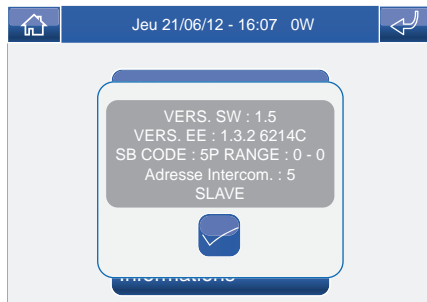 Jeu 21/06/12 - 16:07 0W
VERS. SW : 1.5
VERS. EE : 1.3.2 6214C
SB CODE : 5P RANGE : 0 - 0
Adresse Intercom. : 5
SLAVE
Informations